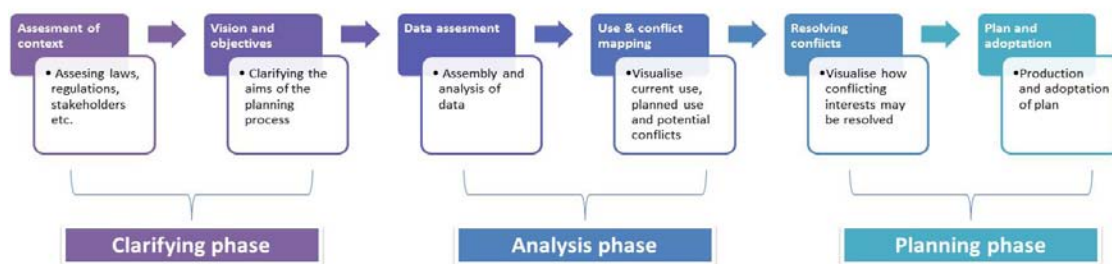 Assesment of
context
• Assesing laws,
regulations,
stakeholders
etc.
Vision and
objectives
• Clarifying the
aims of the
planning
process
Data assesment
• Assembly and
analysis of
data
Use & conflict
mapping
• Visualise
current use,
planned use
and potential
conflicts
Resolving
conflicts
• Visualise how
conflicting
interests may
be resolved
Plan and
adoptation
• Production
and adoption
of plan
Clarifying phase
Analysis phase
Planning phase